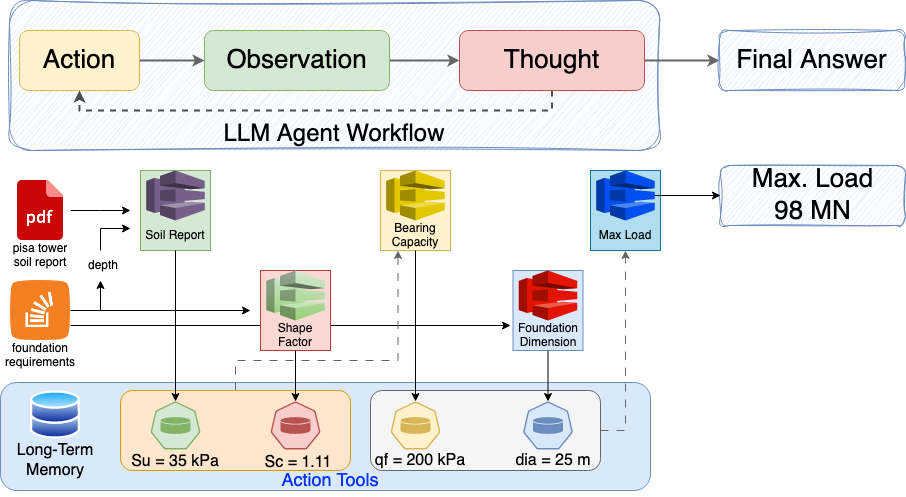 Action
Observation
Thought
Final Answer
LLM Agent Workflow
pdf
pisa tower
soil report
Soil Report
Bearing
Capacity
Max Load
Max. Load
98 MN
depth
foundation
requirements
Shape
Factor
Foundation
Dimension
Long-Term
Memory
Su = 35 kPa
Sc = 1.11
qf = 200 kPa
dia = 25 m
Action Tools